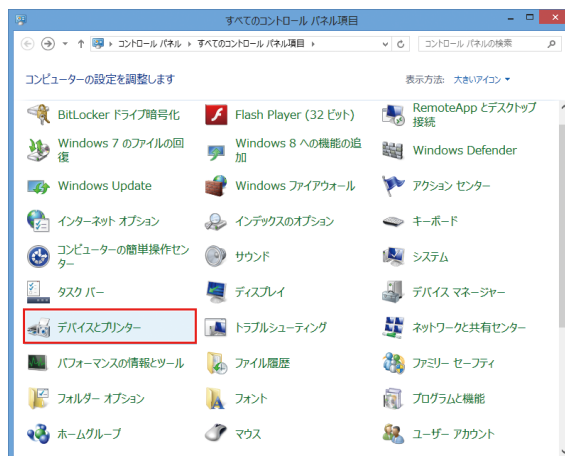 すべてのコントロール パネル項目
コントロール パネル ▸ すべてのコントロール パネル項目 ▸
コントロール パネルの検索
コンピューターの設定を調整します
表示方法: 大きいアイコン
BitLocker ドライブ暗号化
Flash Player (32 ビット)
RemoteApp とデスクトップ
接続
Windows 7 のファイルの回
復
Windows 8 への機能の追
加
Windows Defender
Windows Update
Windows ファイアウォール
アクション センター
インターネット オプション
インデックスのオプション
キーボード
コンピューターの簡単操作セン
ター
サウンド
システム
タスク バー
ディスプレイ
デバイス マネージャー
デバイスとプリンター
トラブルシューティング
ネットワークと共有センター
パフォーマンスの情報とツール
ファイル履歴
ファミリー セーフティ
フォルダー オプション
フォント
プログラムと機能
ホームグループ
マウス
ユーザー アカウント